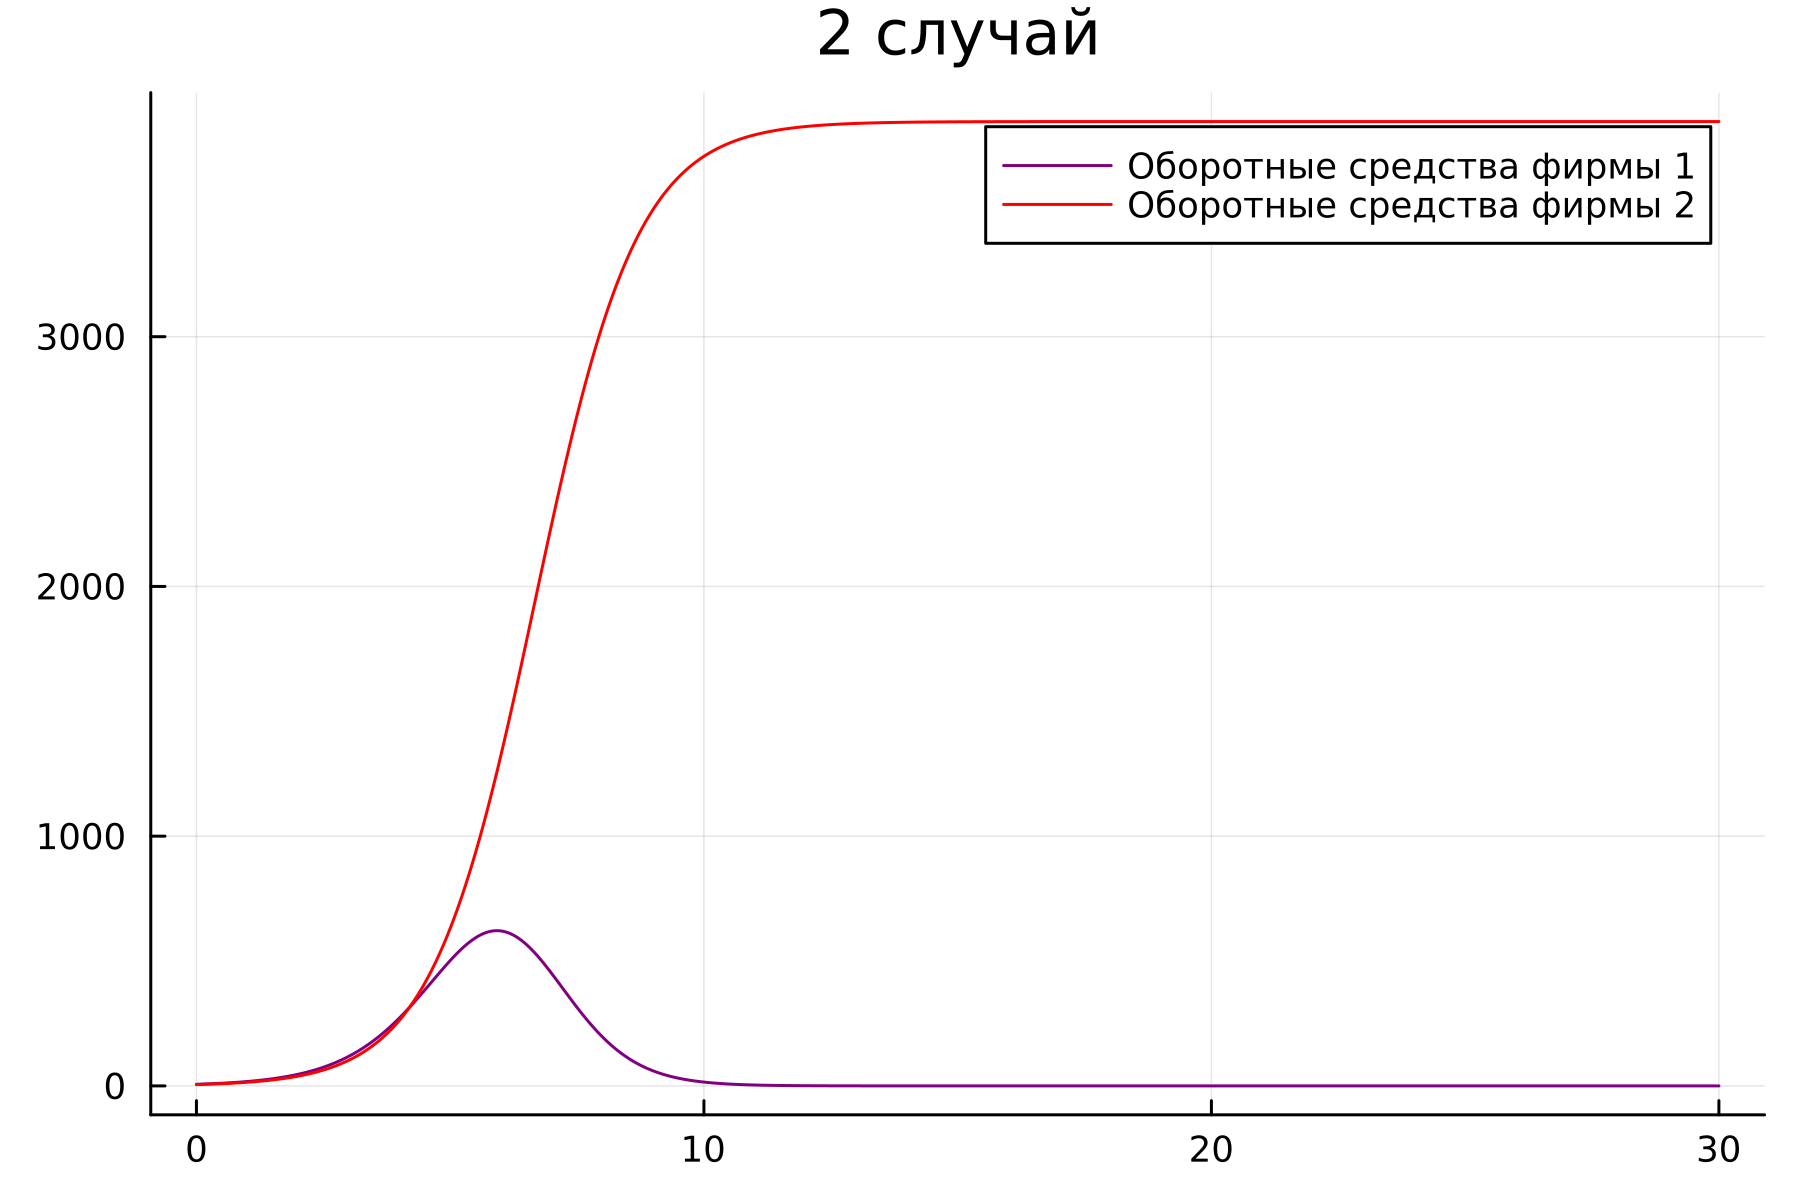 2 случай
Оборотные средства фирмы 1
Оборотные средства фирмы 2
3000
2000
1000
0
0 10 20 30